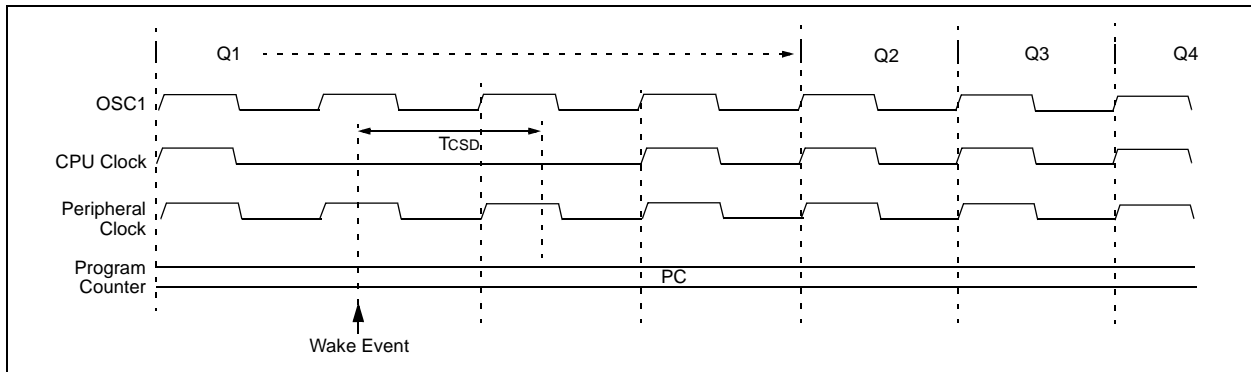 Q1 Q2 Q3 Q4
OSC1
TCSD
CPU Clock
Peripheral
Clock
Program
Counter
PC
Wake Event